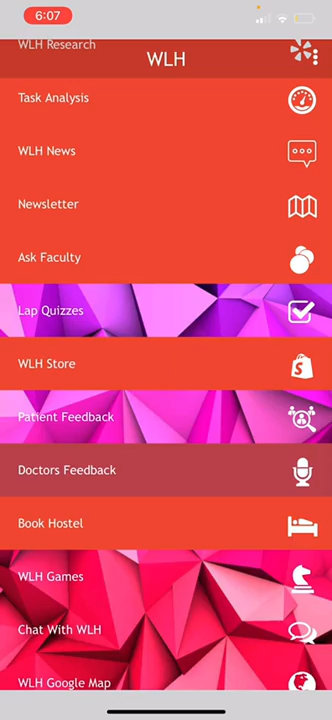 6:07
WLH Research
WLH
Task Analysis
WLH News
Newsletter
Ask Faculty
Lap Quizzes
WLH Store
Patient Feedback
Doctors Feedback
Book Hostel
WLH Games
Chat With WLH
WLH Google Map